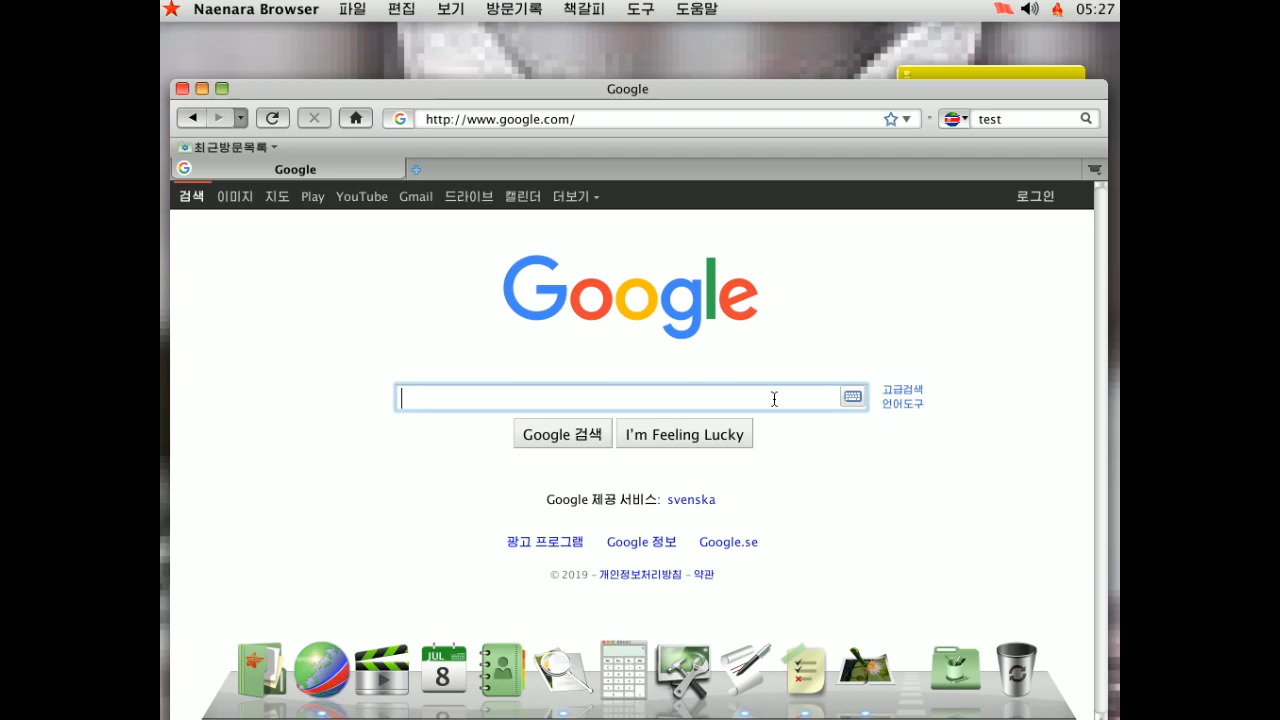 Naenara Browser 파일 편집 보기 방문기록 책갈피 도구 도움말 05:27
Google
http://www.google.com/ test
최근방문목록
Google
검색 이미지 지도 Play YouTube Gmail 드라이브 캘린더 더보기 로그인
Google
고급검색
언어도구
Google 검색 I'm Feeling Lucky
Google 제공 서비스: svenska
광고 프로그램 Google 정보 Google.se
© 2019 - 개인정보처리방침 - 약관
JUL
8